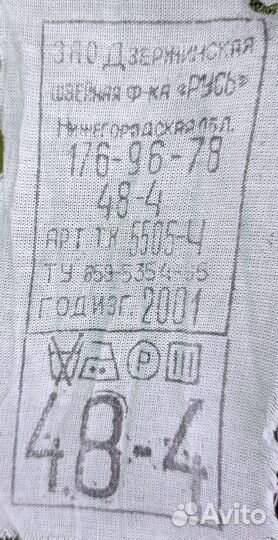 ЗАО ДЗЕРЖИНСКАЯ
ШВЕЙНАЯ Ф-КА «РУСЬ»
НИЖЕГОРОДСКАЯ ОБЛ.
176-96-78
48-4
АРТ ТК 5505-Ч
ТУ 858-5354-95
ГОД ИЗГ. 2001
P
48-4
Avito